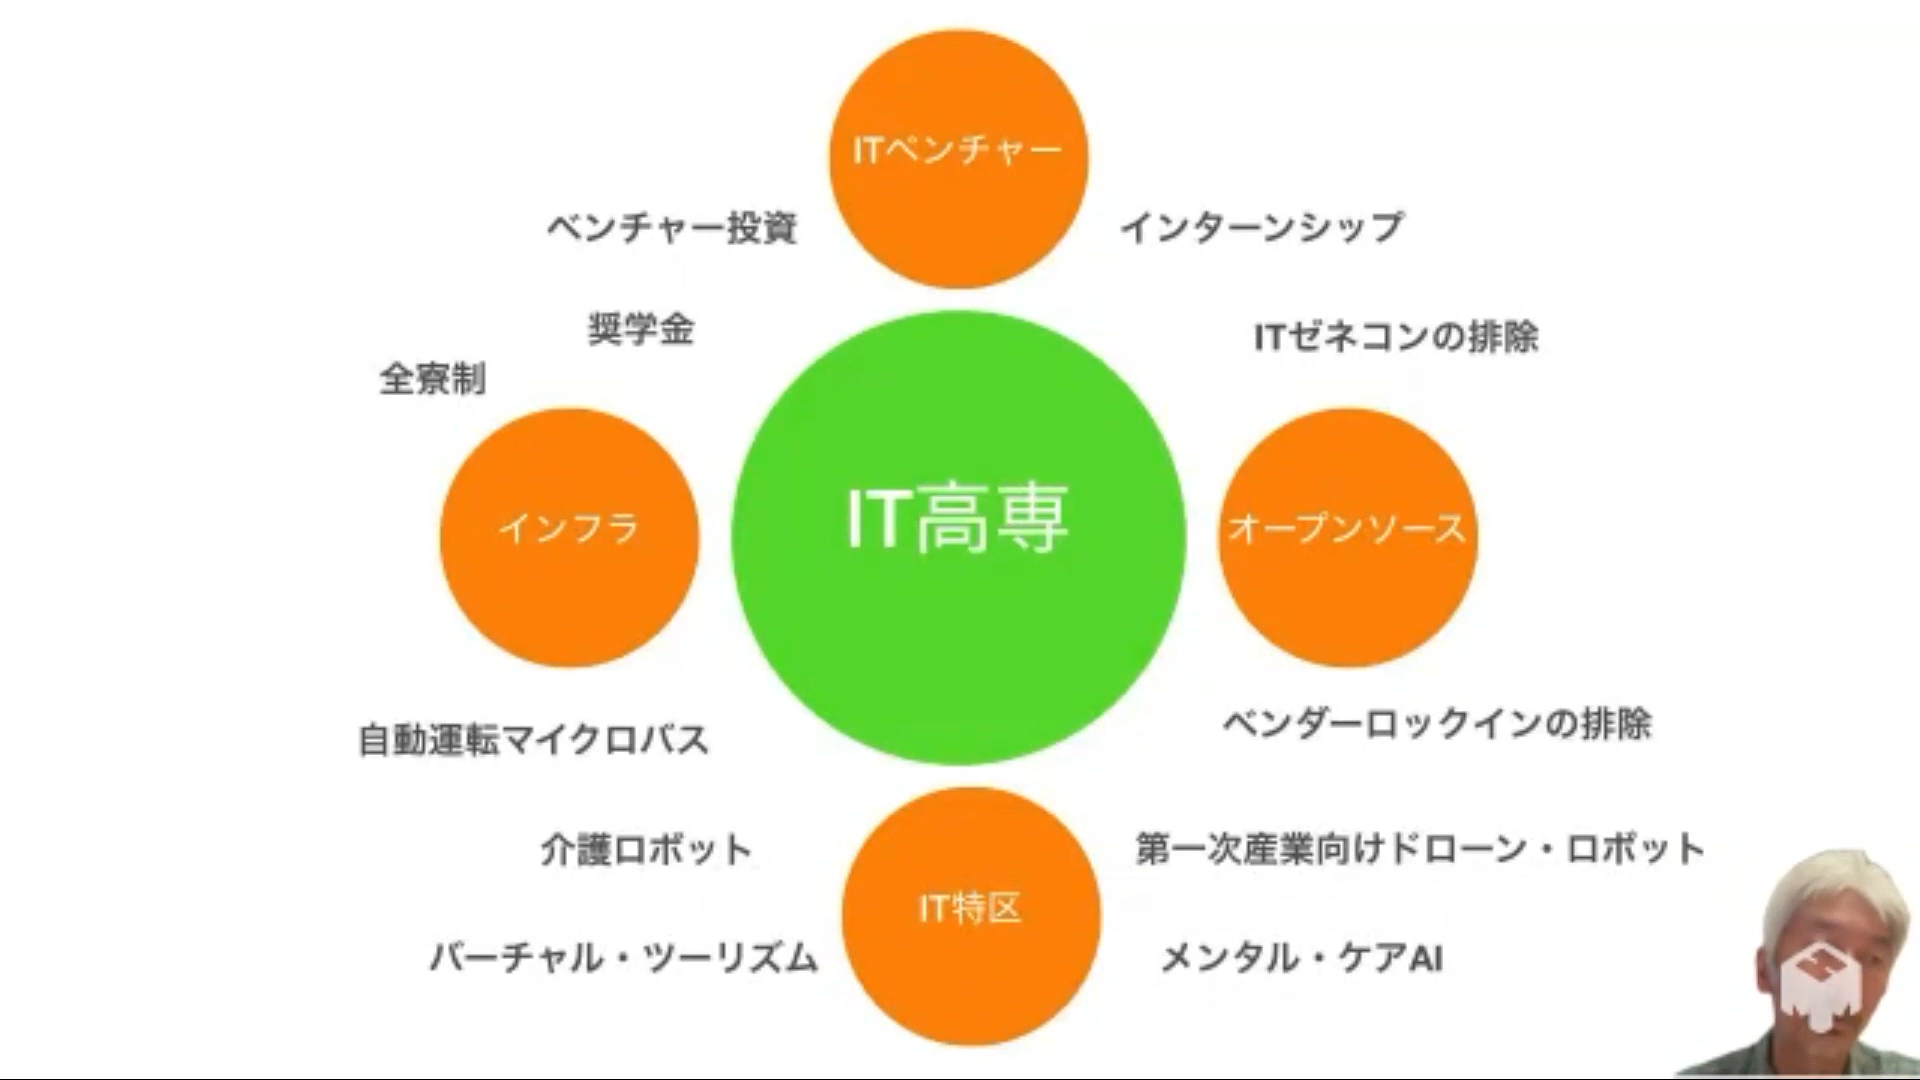 ITベンチャー
ベンチャー投資
インターンシップ
奨学金
ITゼネコンの排除
全寮制
インフラ
IT高専
オープンソース
自動運転マイクロバス
ベンダーロックインの排除
介護ロボット
第一次産業向けドローン・ロボット
IT特区
バーチャル・ツーリズム
メンタル・ケアAI